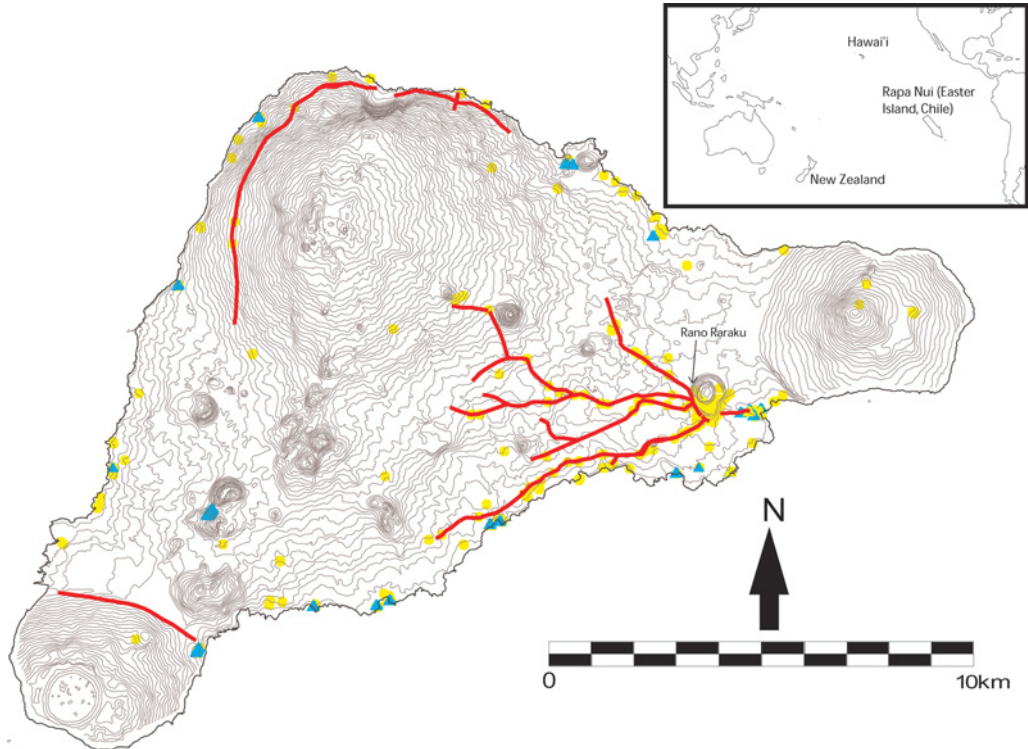 Hawai'i
Rapa Nui (Easter
Island, Chile)
New Zealand
Rano Raraku
N
0
10km